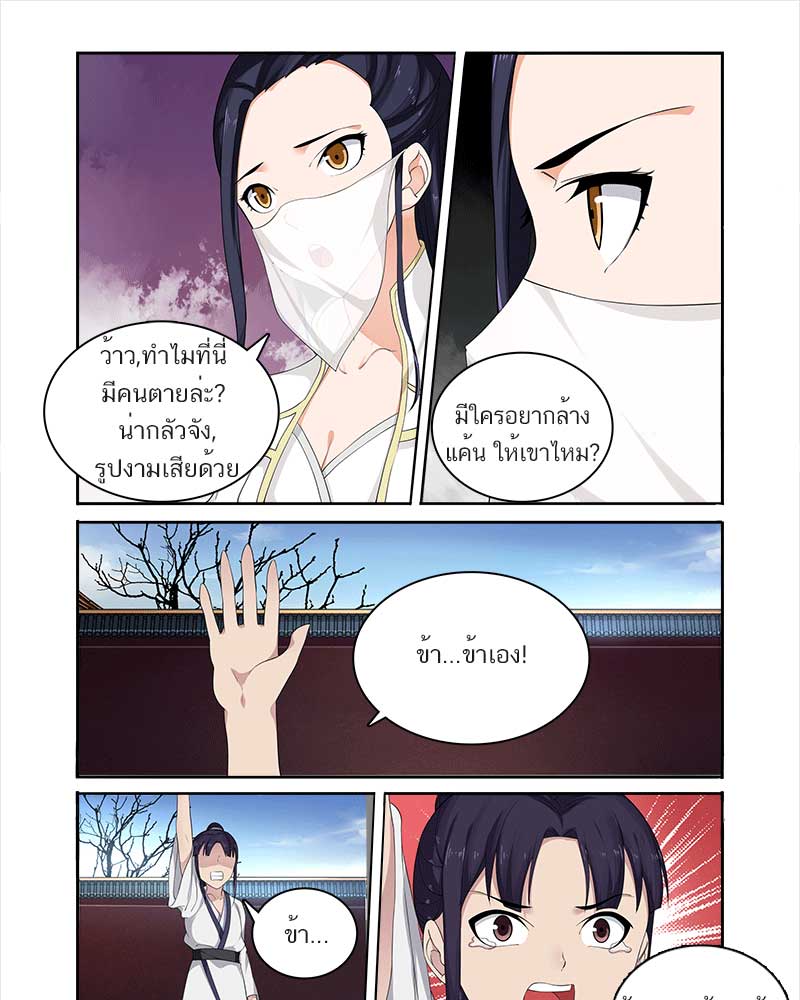 ว้าว,ทำไมที่นี่
มีคนตายล่ะ?
น่ากลัวจัง,
รูปงามเสียด้วย
มีใครอยากล้าง
แค้น ให้เขาไหม?
ข้า...ข้าเอง!
ข้า...